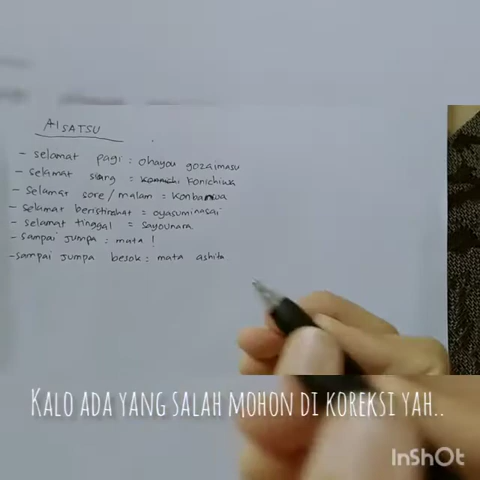 AISATSU
- selamat pagi : ohayou gozaimasu
- selamat siang = konichiwa
- selamat sore / malam = konbanwa
- selamat beristirahat = oyasuminasai
- selamat tinggal = sayounara
- sampai jumpa : mata !
- sampai jumpa besok : mata ashita
KALO ADA YANG SALAH MOHON DI KOREKSI YAH..
InShOt